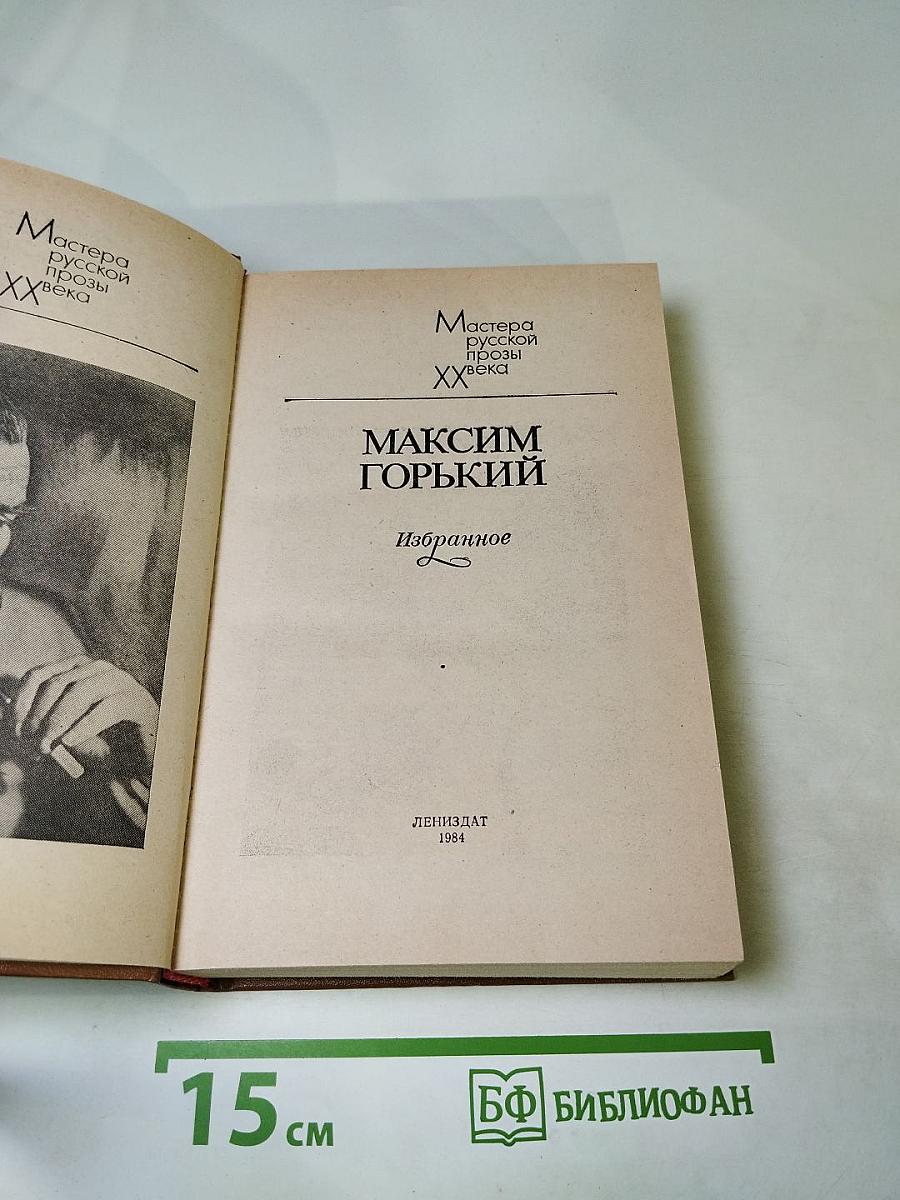 Мастера
русской
прозы
XX века
Мастера
русской
прозы
XX века
МАКСИМ
ГОРЬКИЙ
Избранное
ЛЕНИЗДАТ
1984
15 см
БФ БИБЛИОФАН